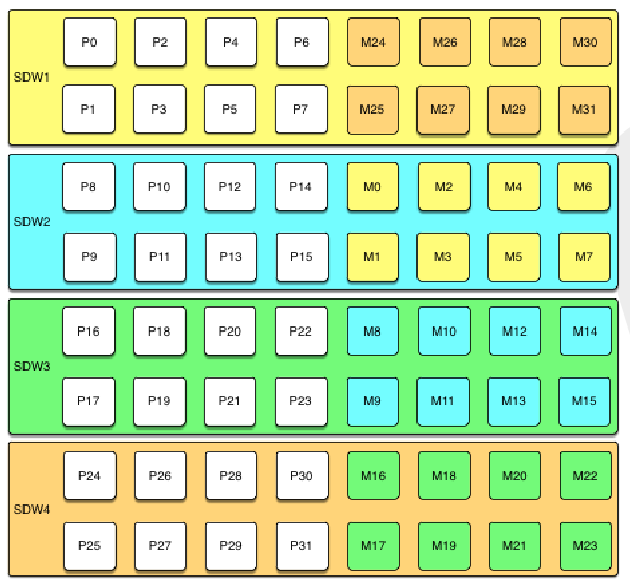 P0 P2 P4 P6 M24 M26 M28 M30
SDW1
P1 P3 P5 P7 M25 M27 M29 M31
P8 P10 P12 P14 M0 M2 M4 M6
SDW2
P9 P11 P13 P15 M1 M3 M5 M7
P16 P18 P20 P22 M8 M10 M12 M14
SDW3
P17 P19 P21 P23 M9 M11 M13 M15
P24 P26 P28 P30 M16 M18 M20 M22
SDW4
P25 P27 P29 P31 M17 M19 M21 M23